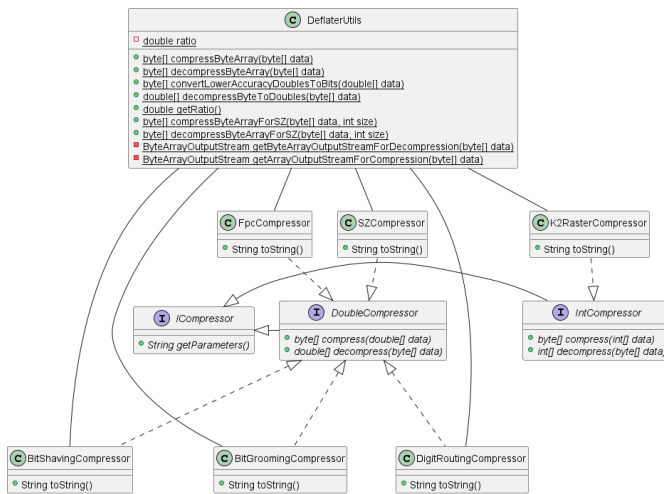 C DeflaterUtils
double ratio
byte[] compressByteArray(byte[] data)
byte[] decompressByteArray(byte[] data)
byte[] convertLowerAccuracyDoublesToBits(double[] data)
double[] decompressByteToDoubles(byte[] data)
double getRatio()
byte[] compressByteArrayForSZ(byte[] data, int size)
byte[] decompressByteArrayForSZ(byte[] data, int size)
ByteArrayOutputStream getByteArrayOutputStreamForDecompression(byte[] data)
ByteArrayOutputStream getArrayOutputStreamForCompression(byte[] data)
C FpcCompressor
String toString()
C SZCompressor
String toString()
C K2RasterCompressor
String toString()
I ICompressor
String getParameters()
I DoubleCompressor
byte[] compress(double[] data)
double[] decompress(byte[] data)
I IntCompressor
byte[] compress(int[] data)
int[] decompress(byte[] data)
C BitShavingCompressor
String toString()
C BitGroomingCompressor
String toString()
C DigitRoutingCompressor
String toString()